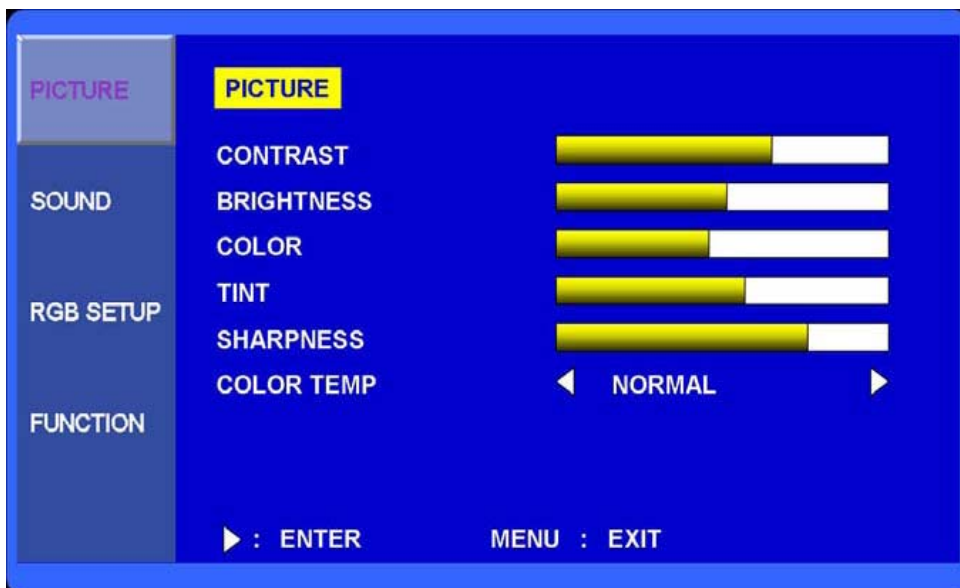 PICTURE
SOUND
RGB SETUP
FUNCTION
PICTURE
CONTRAST
BRIGHTNESS
COLOR
TINT
SHARPNESS
COLOR TEMP NORMAL
: ENTER MENU : EXIT